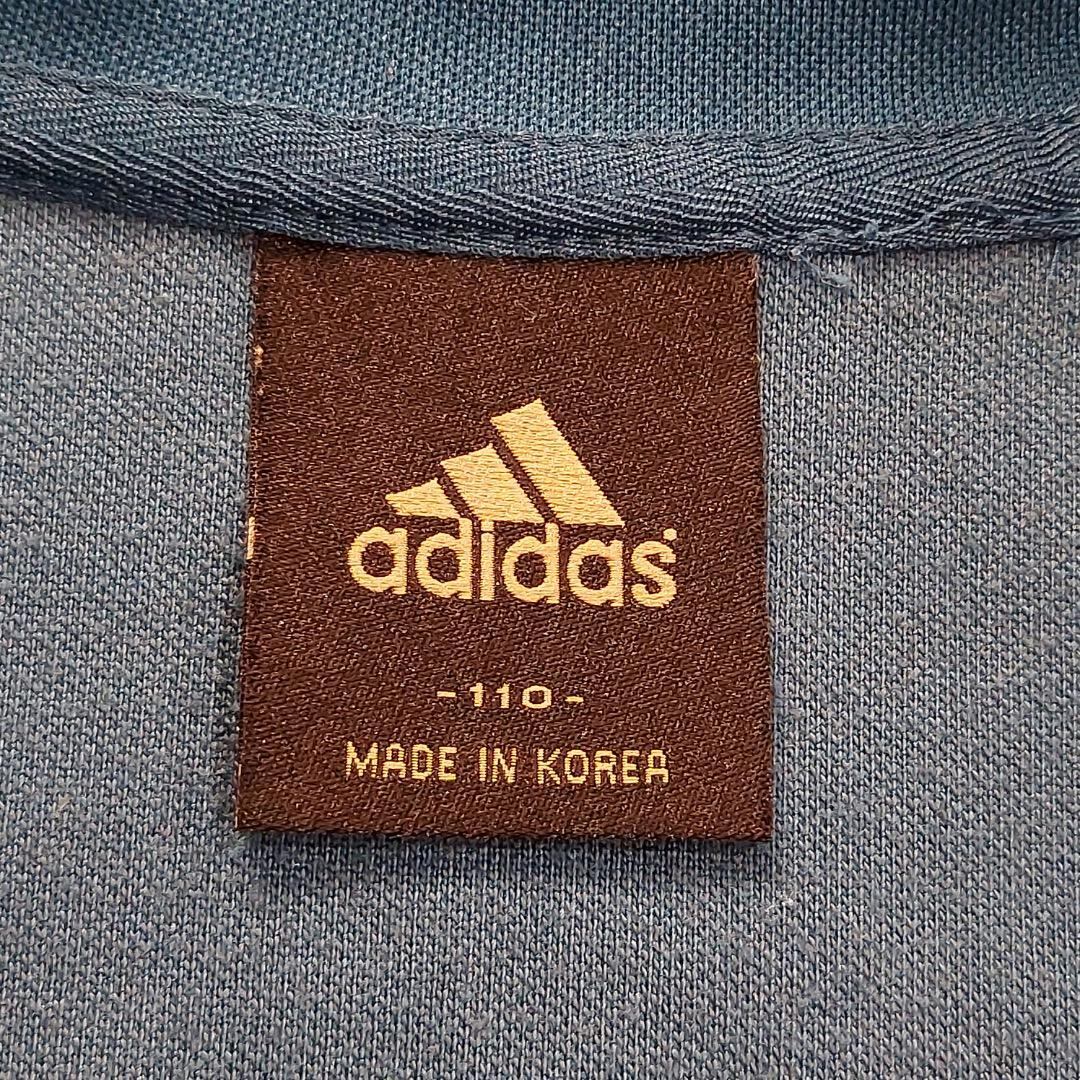 adidas
-110-
MADE IN KOREA